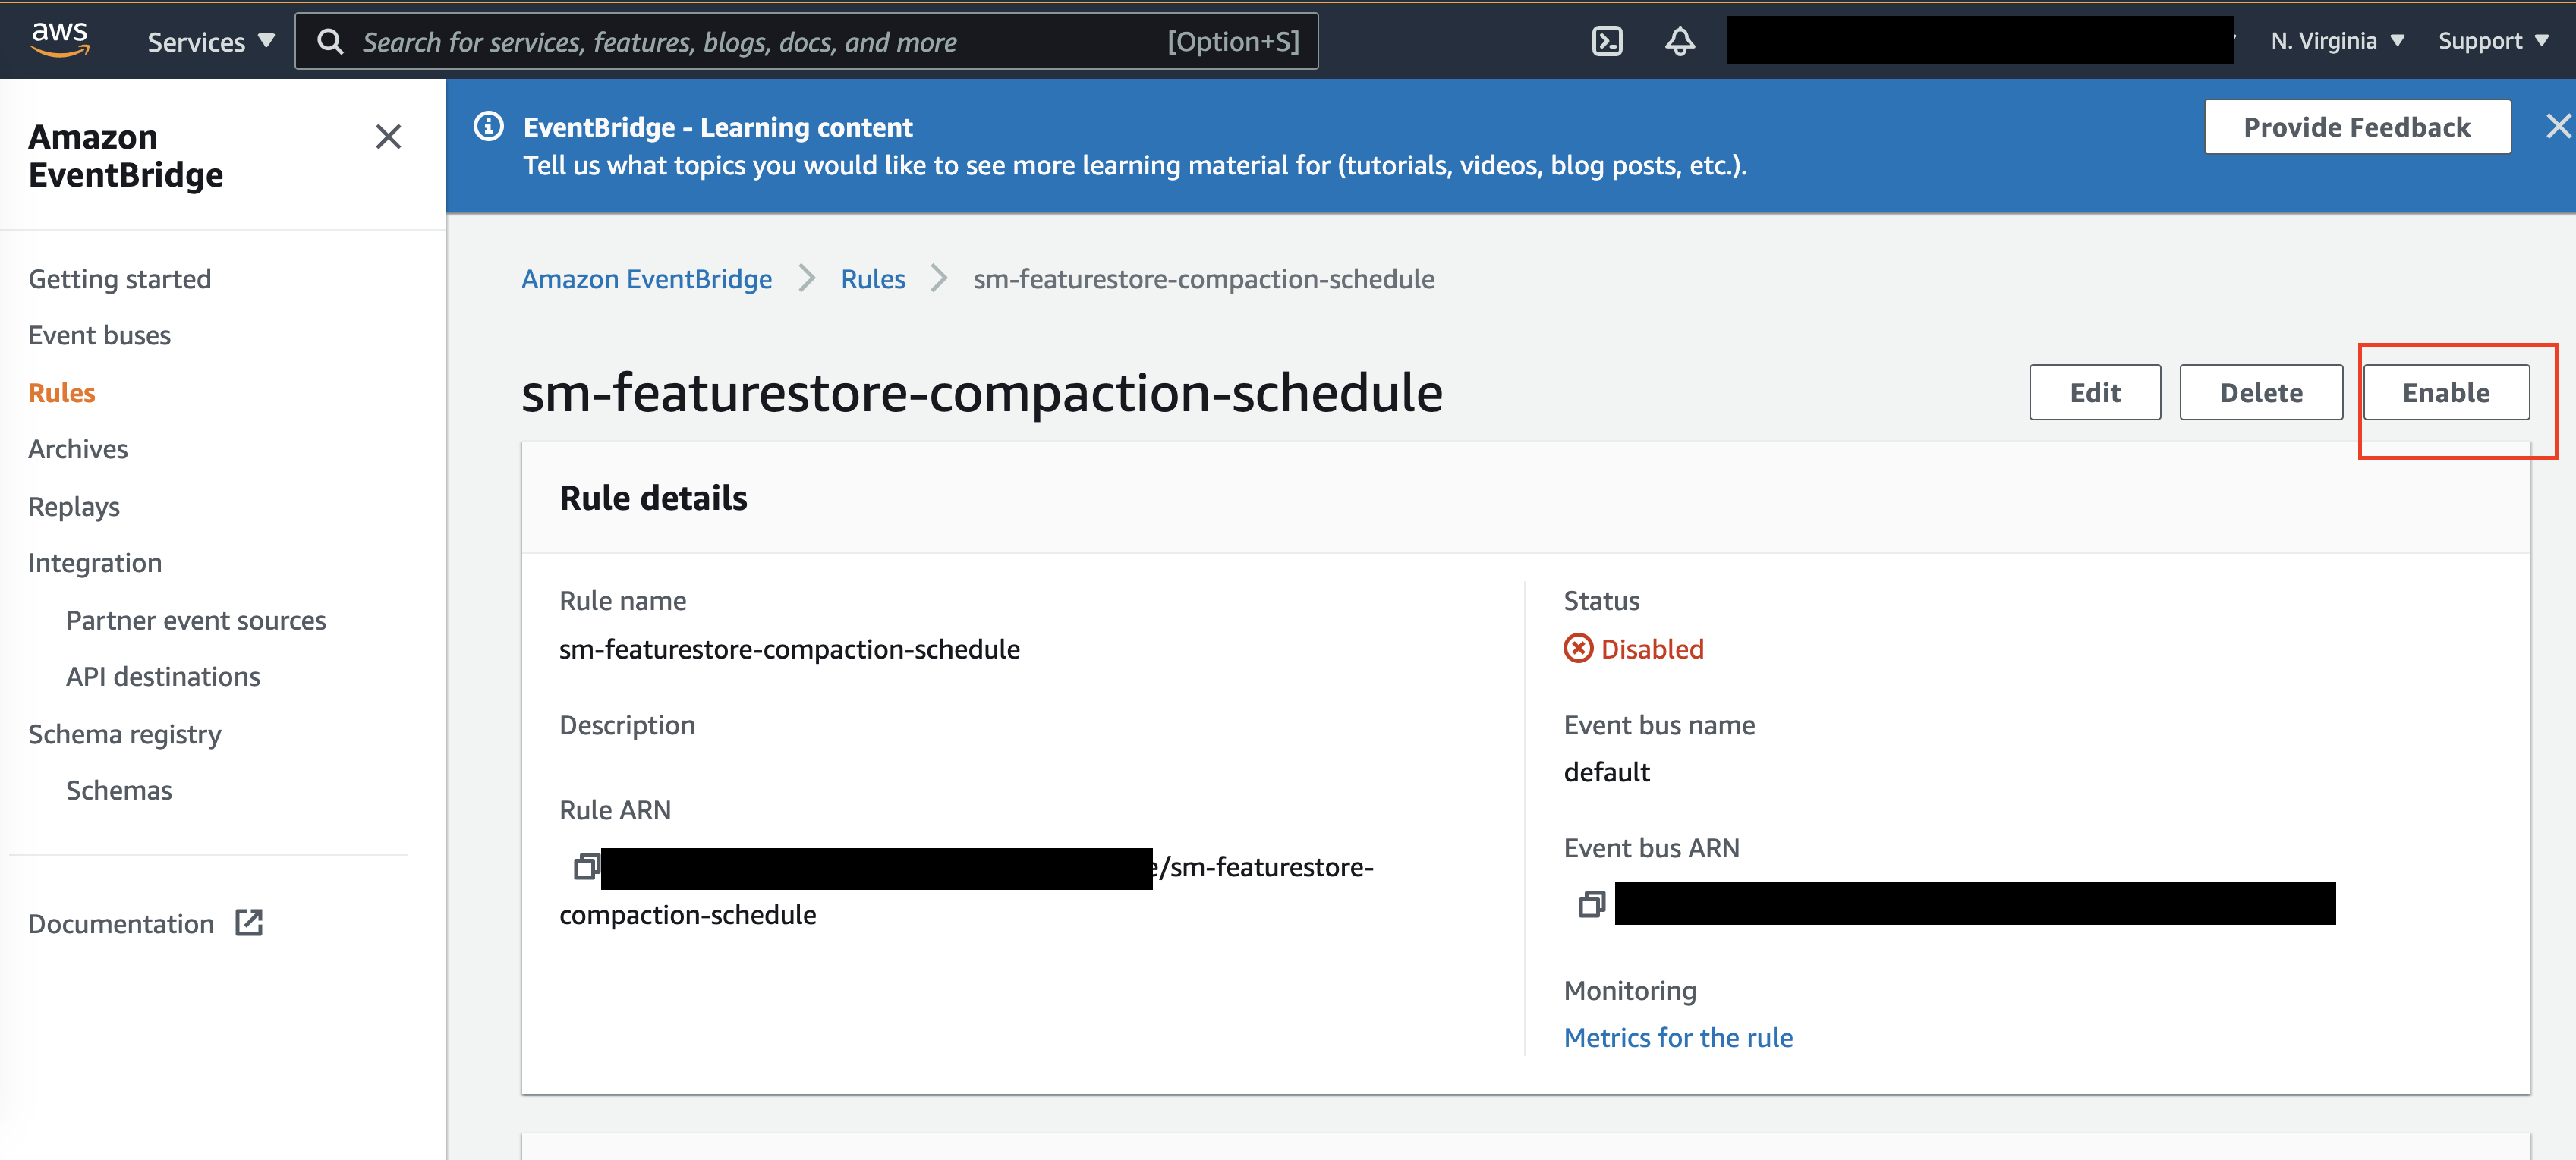 aws
Services
Search for services, features, blogs, docs, and more
[Option+S]
N. Virginia
Support
Amazon
EventBridge
Getting started
Event buses
Rules
Archives
Replays
Integration
Partner event sources
API destinations
Schema registry
Schemas
Documentation
EventBridge - Learning content
Tell us what topics you would like to see more learning material for (tutorials, videos, blog posts, etc.).
Provide Feedback
Amazon EventBridge
Rules
sm-featurestore-compaction-schedule
sm-featurestore-compaction-schedule
Edit
Delete
Enable
Rule details
Rule name
sm-featurestore-compaction-schedule
Description
Rule ARN
/sm-featurestore-
compaction-schedule
Status
Disabled
Event bus name
default
Event bus ARN
Monitoring
Metrics for the rule